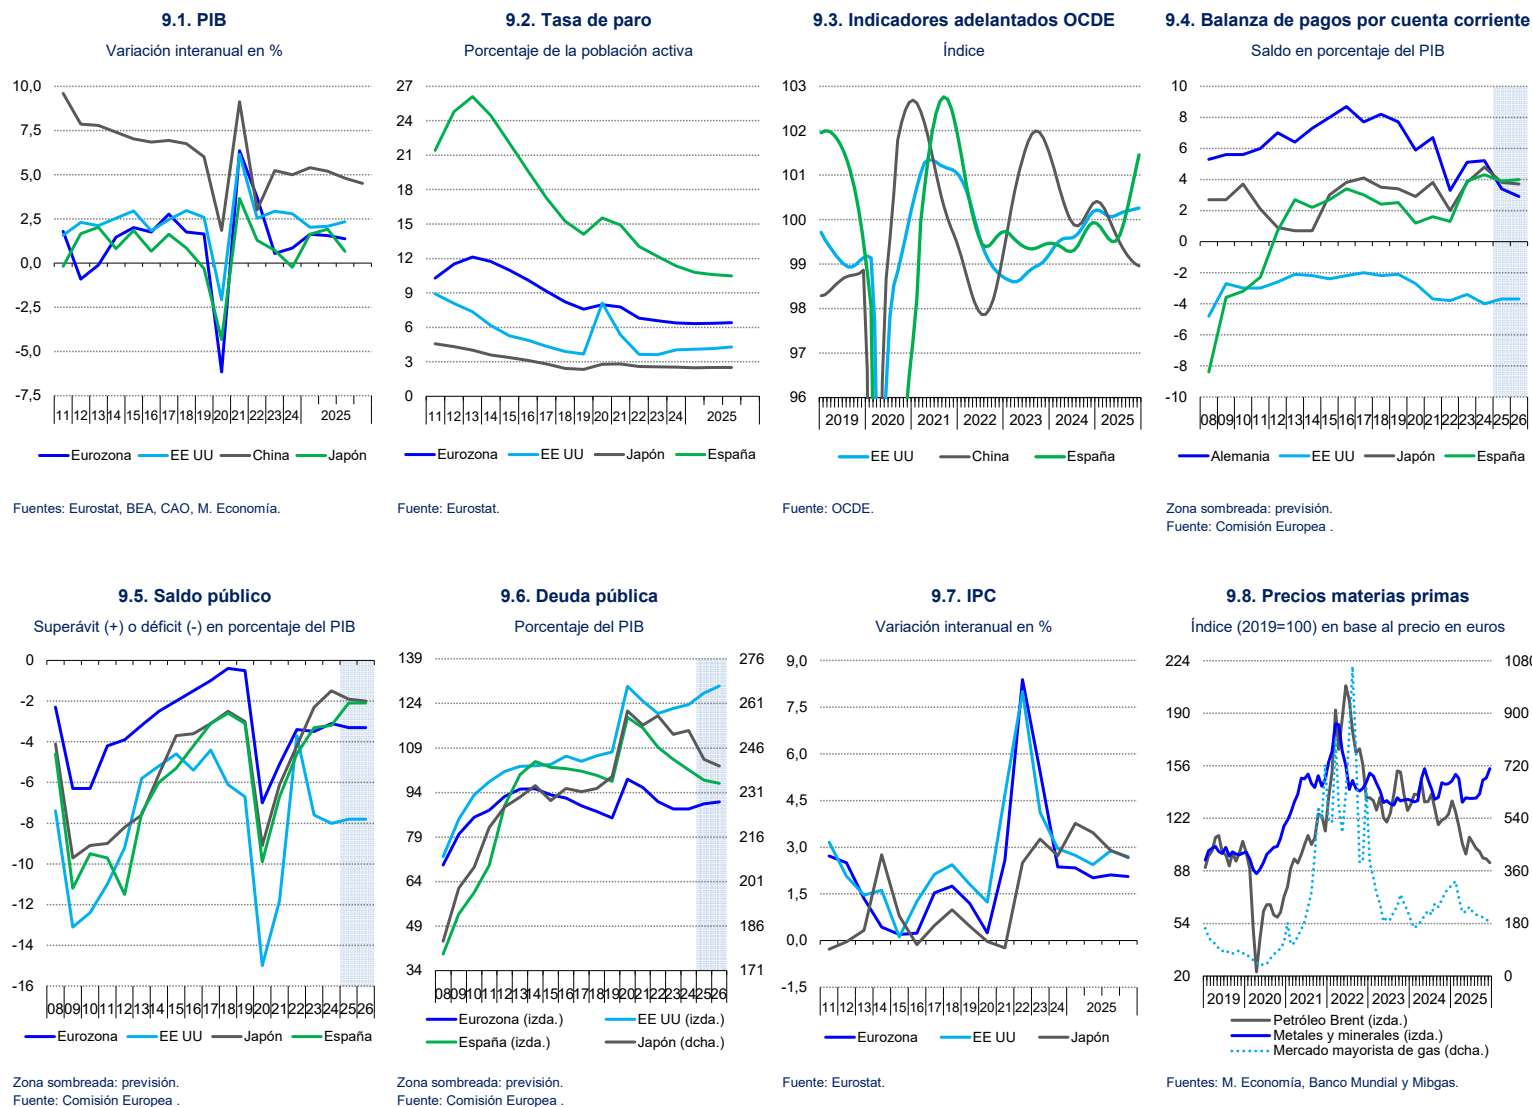 9.1. PIB
Variación interanual en %
10,0
7,5
5,0
2,5
0,0
-2,5
-5,0
-7,5
11 12 13 14 15 16 17 18 19 20 21 22 23 24 2025
Eurozona EE UU China Japón
Fuentes: Eurostat, BEA, CAO, M. Economía.
9.2. Tasa de paro
Porcentaje de la población activa
27
24
21
18
15
12
9
6
3
0
11 12 13 14 15 16 17 18 19 20 21 22 23 24 2025
Eurozona EE UU Japón España
Fuente: Eurostat.
9.3. Indicadores adelantados OCDE
Índice
103
102
101
100
99
98
97
96
2019 2020 2021 2022 2023 2024 2025
EE UU China España
Fuente: OCDE.
9.4. Balanza de pagos por cuenta corriente
Saldo en porcentaje del PIB
10
8
6
4
2
0
-2
-4
-6
-8
-10
08 09 10 11 12 13 14 15 16 17 18 19 20 21 22 23 24 25 26
Alemania EE UU Japón España
Zona sombreada: previsión.
Fuente: Comisión Europea .
9.5. Saldo público
Superávit (+) o déficit (-) en porcentaje del PIB
0
-2
-4
-6
-8
-10
-12
-14
-16
08 09 10 11 12 13 14 15 16 17 18 19 20 21 22 23 24 25 26
Eurozona EE UU Japón España
Zona sombreada: previsión.
Fuente: Comisión Europea .
9.6. Deuda pública
Porcentaje del PIB
139 276
124 261
109 246
94 231
79 216
64 201
49 186
34 171
08 09 10 11 12 13 14 15 16 17 18 19 20 21 22 23 24 25 26
Eurozona (izda.) EE UU (izda.)
España (izda.) Japón (dcha.)
Zona sombreada: previsión.
Fuente: Comisión Europea .
9.7. IPC
Variación interanual en %
9,0
7,5
6,0
4,5
3,0
1,5
0,0
-1,5
11 12 13 14 15 16 17 18 19 20 21 22 23 24 2025
Eurozona EE UU Japón
Fuente: Eurostat.
9.8. Precios materias primas
Índice (2019=100) en base al precio en euros
224 1080
190 900
156 720
122 540
88 360
54 180
20 0
2019 2020 2021 2022 2023 2024 2025
Petróleo Brent (izda.)
Metales y minerales (izda.)
Mercado mayorista de gas (dcha.)
Fuentes: M. Economía, Banco Mundial y Mibgas.